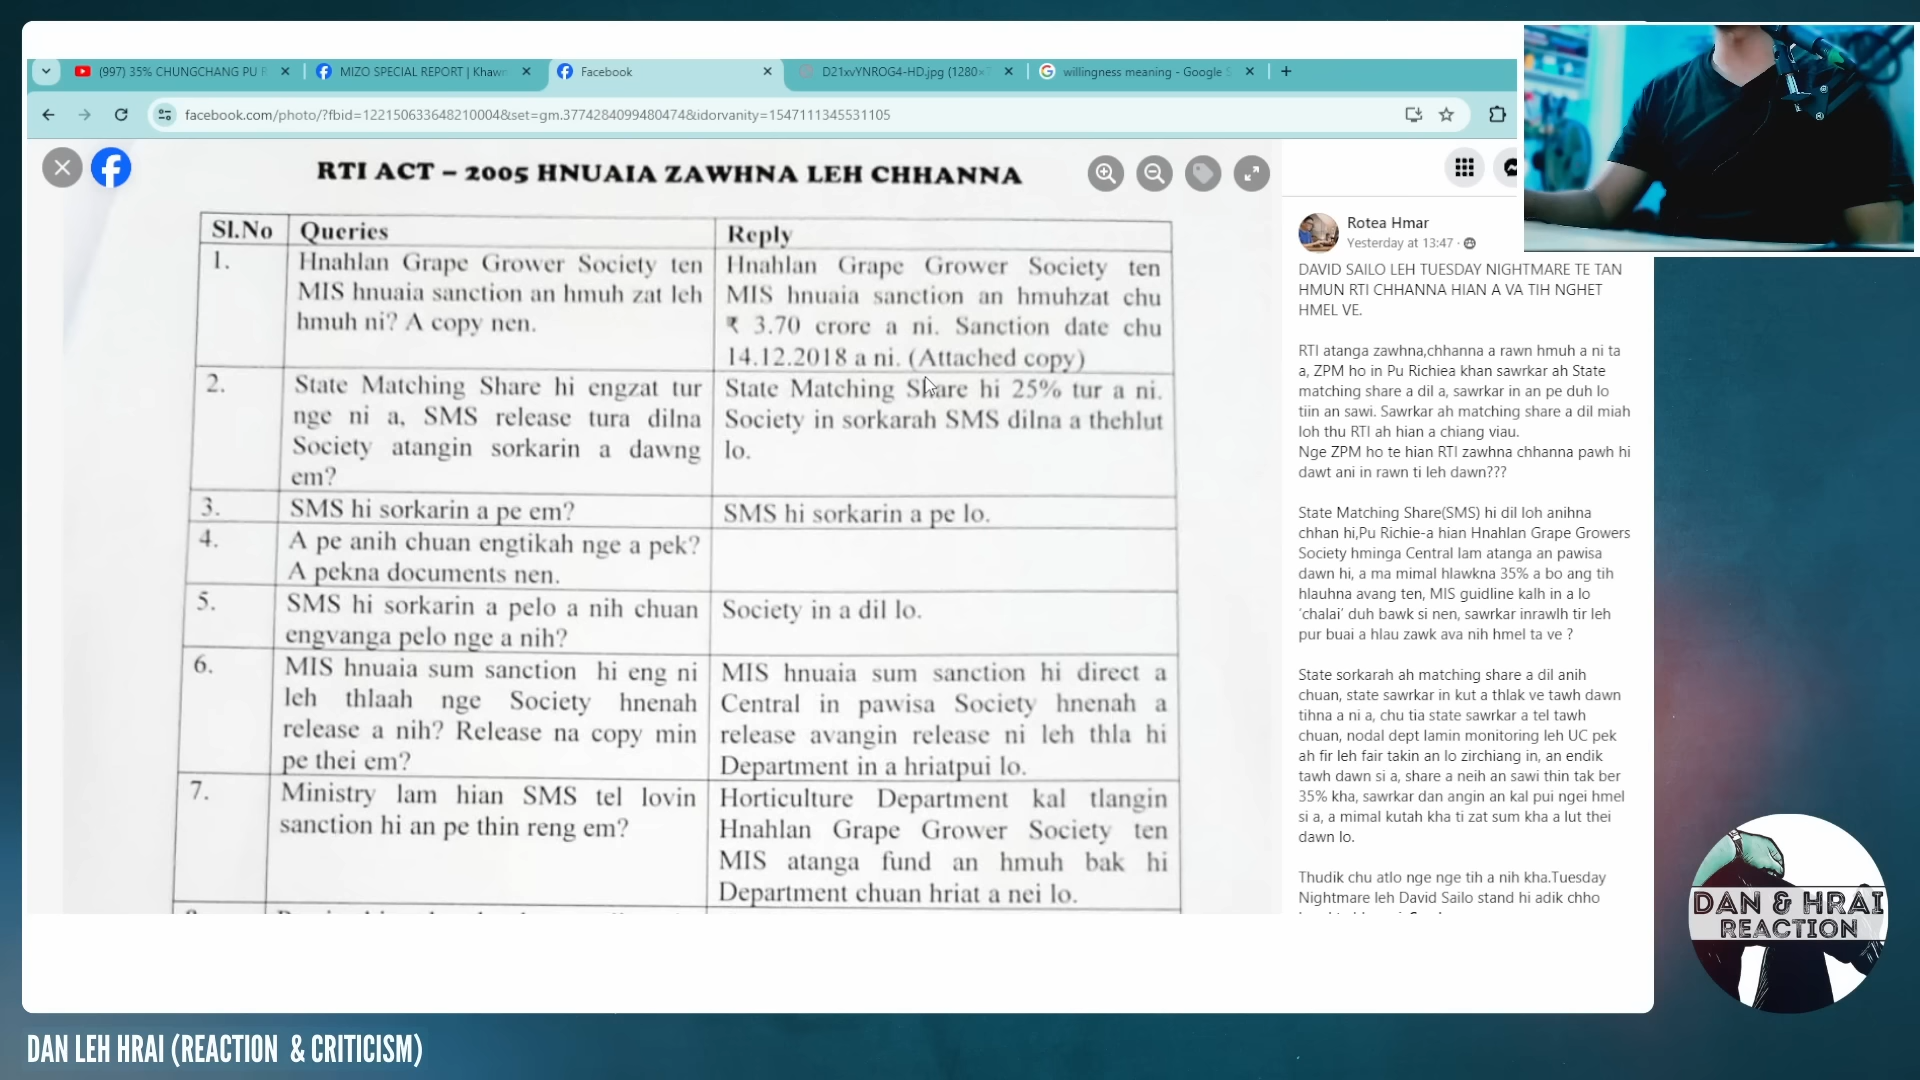 (997) 35% CHUNGCHANG PU
MIZO SPECIAL REPORT | Khawn
Facebook
D21xvYNROG4-HD.jpg (1280×
willingness meaning - Google S
facebook.com/photo/?fbid=122150633648210004&set=gm.3774284099480474&idorvanity=1547111345531105
RTI ACT – 2005 HNUAIA ZAWHNA LEH CHHANNA
Sl.No Queries Reply
1. Hnahlan Grape Grower Society ten
MIS hnuaia sanction an hmuh zat leh
hmuh ni? A copy nen.
Hnahlan Grape Grower Society ten
MIS hnuaia sanction an hmuhzat chu
₹ 3.70 crore a ni. Sanction date chu
14.12.2018 a ni. (Attached copy)
2. State Matching Share hi engzat tur
nge ni a, SMS release tura dilna
Society atangin sorkarin a dawng
em?
State Matching Share hi 25% tur a ni.
Society in sorkarah SMS dilna a thehlut
lo.
3. SMS hi sorkarin a pe em?
SMS hi sorkarin a pe lo.
4. A pe anih chuan engtikah nge a pek?
A pekna documents nen.
5. SMS hi sorkarin a pelo a nih chuan
engvanga pelo nge a nih?
Society in a dil lo.
6. MIS hnuaia sum sanction hi eng ni
leh thlaah nge Society hnenah
release a nih? Release na copy min
pe thei em?
MIS hnuaia sum sanction hi direct a
Central in pawisa Society hnenah a
release avangin release ni leh thla hi
Department in a hriatpui lo.
7. Ministry lam hian SMS tel lovin
sanction hi an pe thin reng em?
Horticulture Department kal tlangin
Hnahlan Grape Grower Society ten
MIS atanga fund an hmuh bak hi
Department chuan hriat a nei lo.
Rotea Hmar
Yesterday at 13:47 ·
DAVID SAILO LEH TUESDAY NIGHTMARE TE TAN
HMUN RTI CHHANNA HIAN A VA TIH NGHET
HMEL VE.
RTI atanga zawhna,chhanna a rawn hmuh a ni ta
a, ZPM ho in Pu Richiea khan sawrkar ah State
matching share a dil a, sawrkar in an pe duh lo
tiin an sawi. Sawrkar ah matching share a dil miah
loh thu RTI ah hian a chiang viau.
Nge ZPM ho te hian RTI zawhna chhanna pawh hi
dawt ani in rawn ti leh dawn???
State Matching Share(SMS) hi dil loh anihna
chhan hi,Pu Richie-a hian Hnahlan Grape Growers
Society hminga Central lam atanga an pawisa
dawn hi, a ma mimal hlawkna 35% a bo ang tih
hlauhna avang ten, MIS guidline kalh in a lo
'chalai' duh bawk si nen, sawrkar inrawlh tir leh
pur buai a hlau zawk ava nih hmel ta ve ?
State sorkarah ah matching share a dil anih
chuan, state sawrkar in kut a thlak ve tawh dawn
tihna a ni a, chu tia state sawrkar a tel tawh
chuan, nodal dept lamin monitoring leh UC pek
ah fir leh fair takin an lo zirchiang in, an endik
tawh dawn si a, share a neih an sawi thin tak ber
35% kha, sawrkar dan angin an kal pui ngei hmel
si a, a mimal kutah kha ti zat sum kha a lut thei
dawn lo.
Thudik chu atlo nge nge tih a nih kha.Tuesday
Nightmare leh David Sailo stand hi adik chho
DAN & HRAI
REACTION
DAN LEH HRAI (REACTION & CRITICISM)